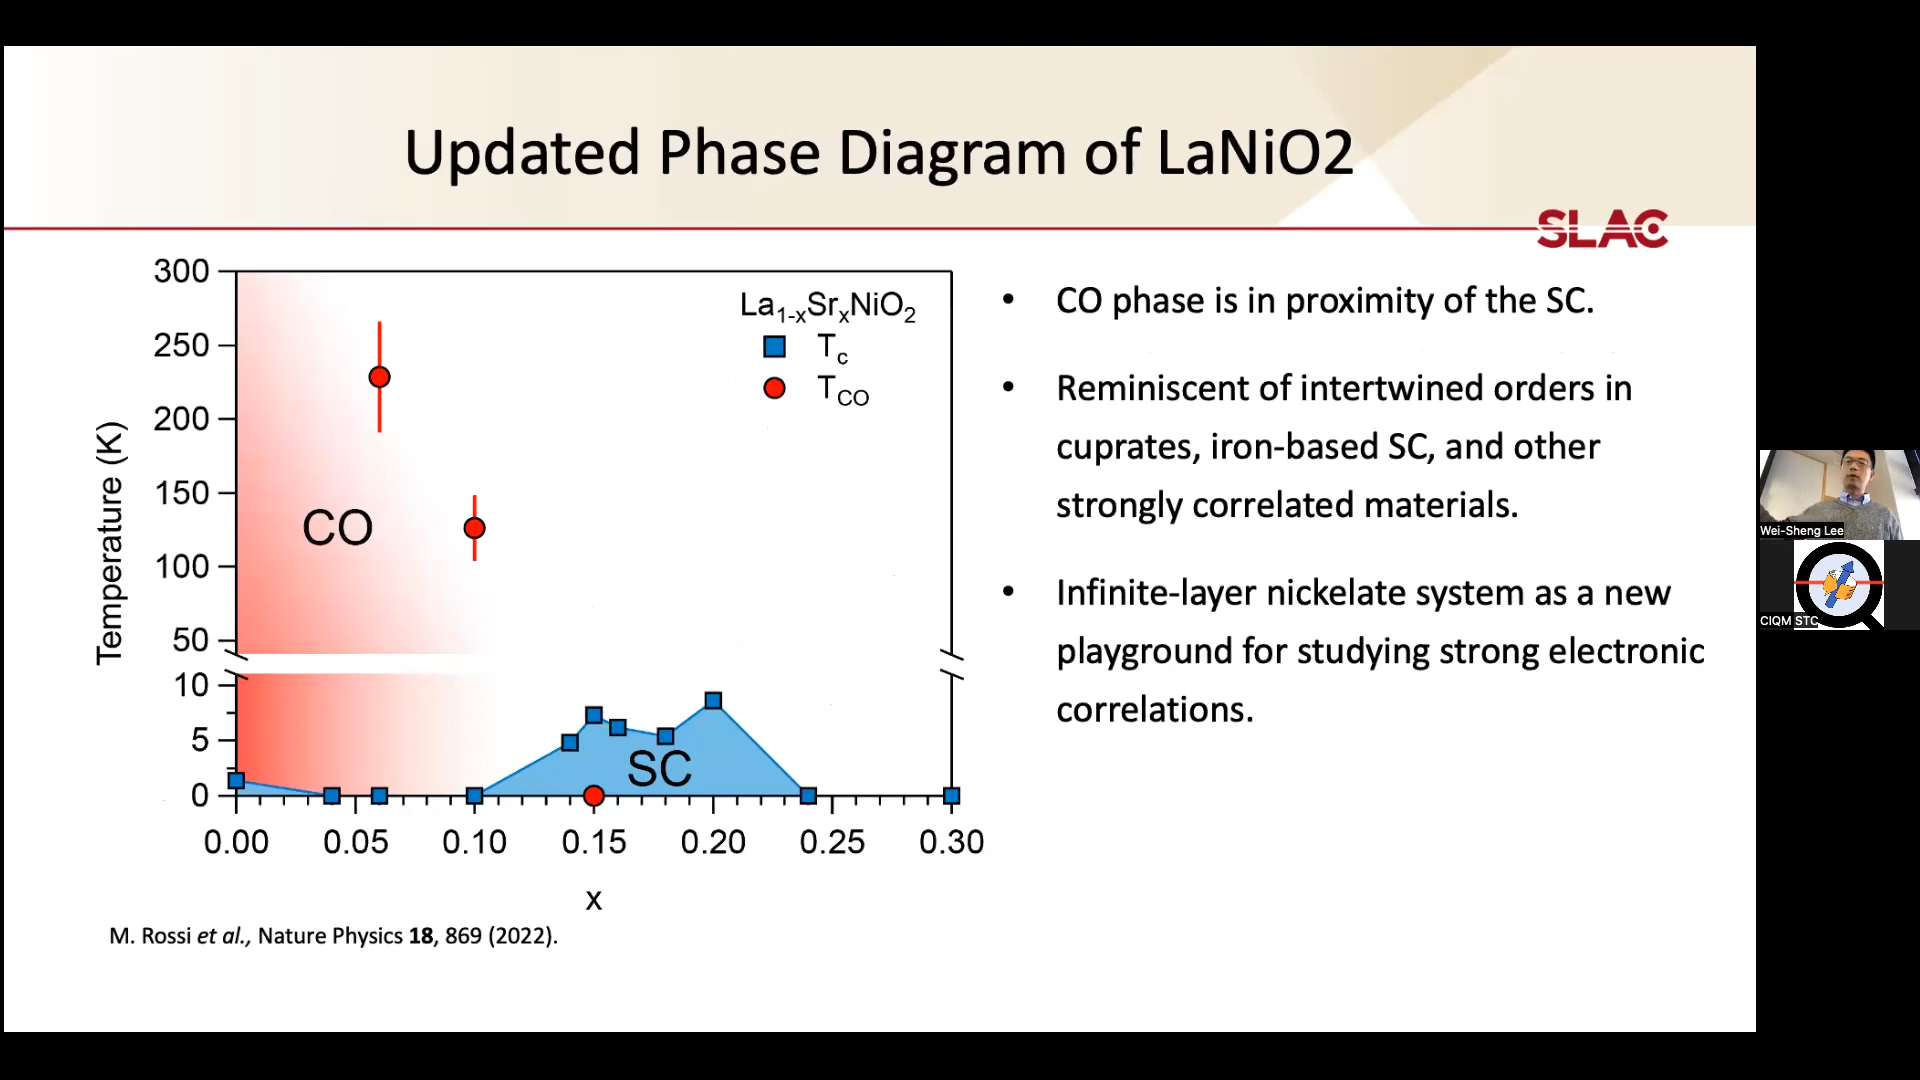 Updated Phase Diagram of LaNiO2
SLAC
300
250
200
150
100
50
10
5
0
Temperature (K)
La1-xSrxNiO2
Tc
TCO
CO
SC
0.00 0.05 0.10 0.15 0.20 0.25 0.30
x
M. Rossi et al., Nature Physics 18, 869 (2022).
• CO phase is in proximity of the SC.
• Reminiscent of intertwined orders in
cuprates, iron-based SC, and other
strongly correlated materials.
• Infinite-layer nickelate system as a new
playground for studying strong electronic
correlations.
Wei-Sheng Lee
CIQM STC